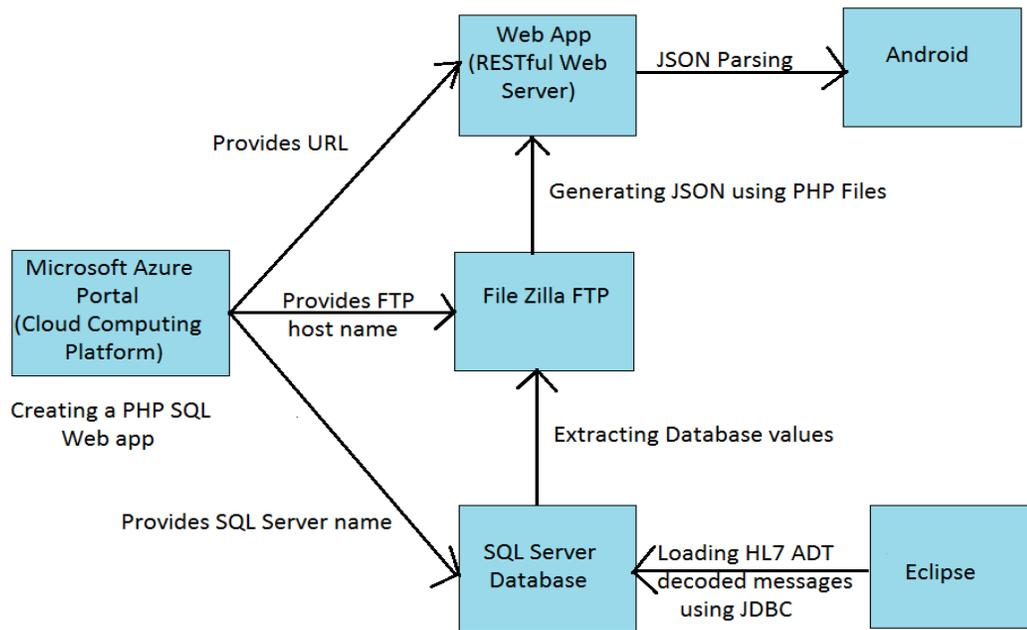 Web App
(RESTful Web
Server)
JSON Parsing
Android
Provides URL
Generating JSON using PHP Files
Microsoft Azure
Portal
(Cloud Computing
Platform)
Provides FTP
host name
File Zilla FTP
Creating a PHP SQL
Web app
Extracting Database values
Provides SQL Server name
SQL Server
Database
Loading HL7 ADT
decoded messages
using JDBC
Eclipse